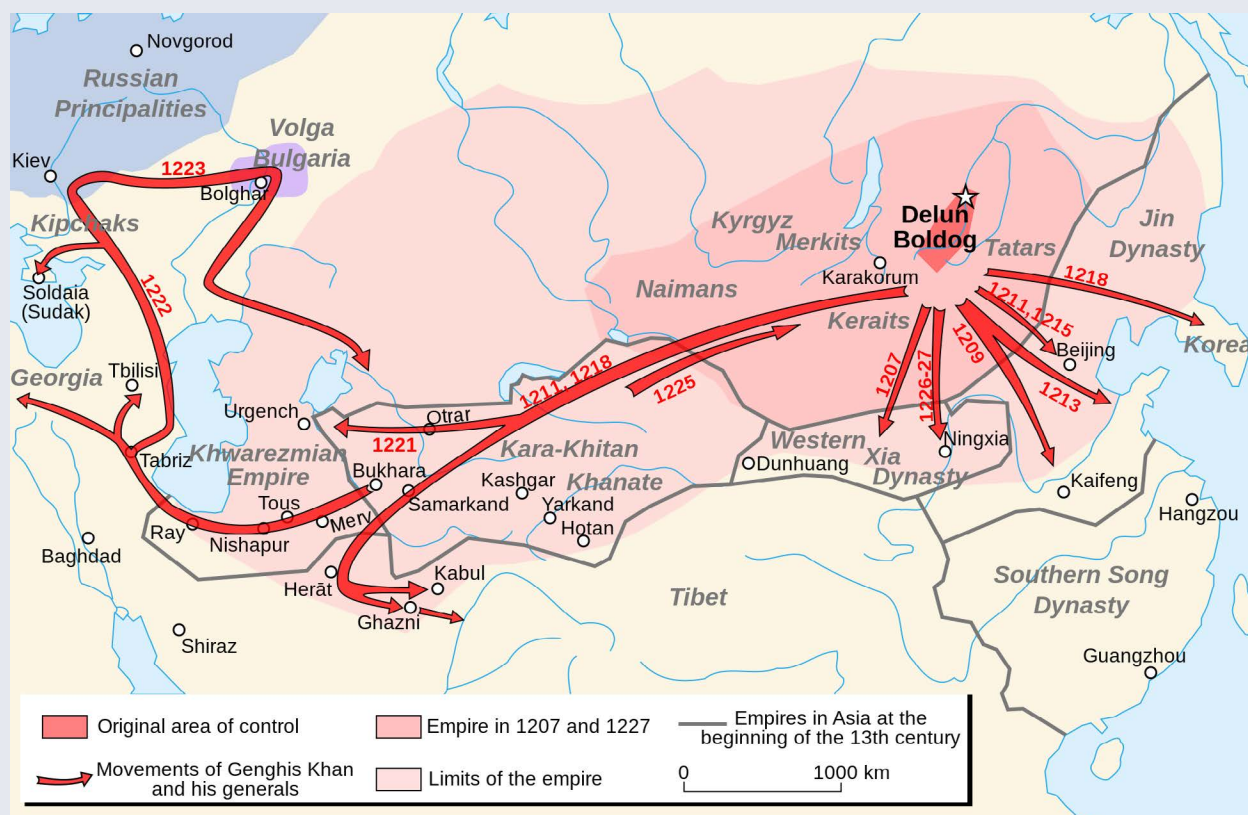 Novgorod
Russian
Principalities
Volga
Bulgaria
Kiev
1223
Bolghar
Kipchaks
Soldaia
(Sudak)
1222
Georgia
Tbilisi
Tabriz
Urgench
Khwarezmian
Empire
Otrar
1221
1211, 1218
1225
Kyrgyz
Merkits
Naimans
Keraits
Karakorum
Delun
Boldog
Tatars
Jin
Dynasty
1218
1211,1215
1209
Beijing
1213
Korea
1207
1226-27
Western
Xia
Dynasty
Ningxia
Dunhuang
Kaifeng
Hangzou
Kara-Khitan
Khanate
Kashgar
Yarkand
Hotan
Bukhara
Samarkand
Tous
Merv
Ray
Nishapur
Baghdad
Herāt
Kabul
Ghazni
Shiraz
Tibet
Southern Song
Dynasty
Guangzhou
Original area of control
Movements of Genghis Khan
and his generals
Empire in 1207 and 1227
Limits of the empire
Empires in Asia at the
beginning of the 13th century
0
1000 km